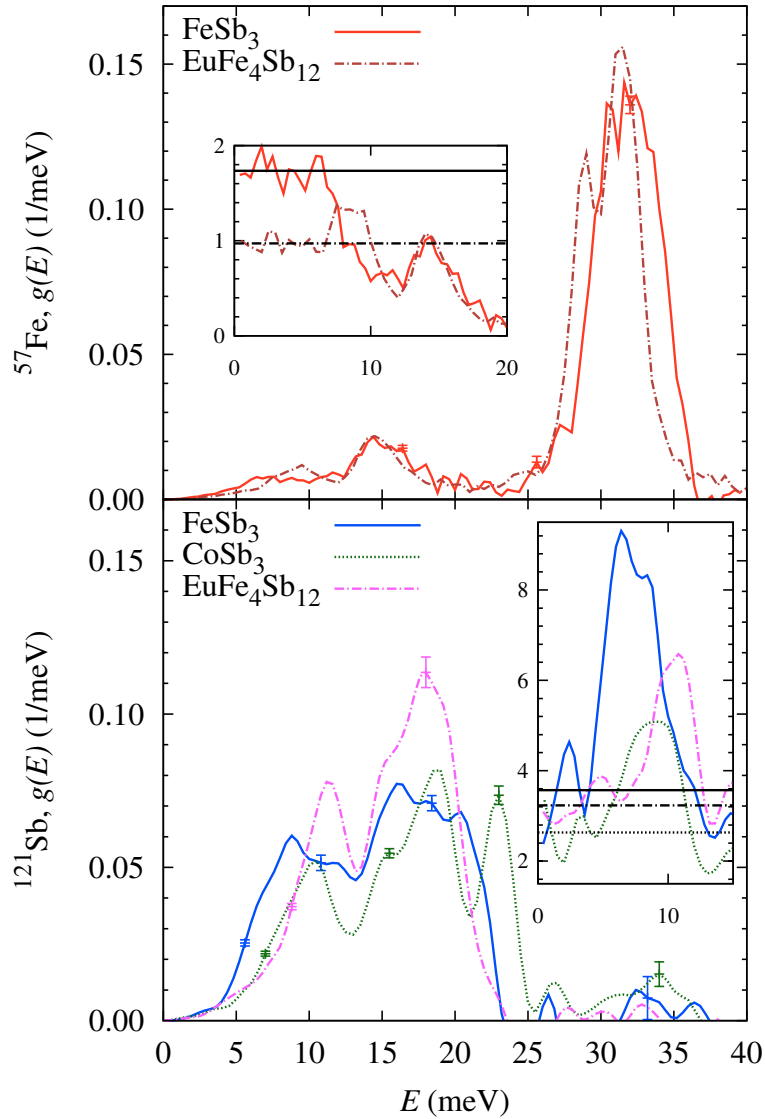 FeSb3
EuFe4Sb12
57Fe, g(E) (1/meV)
0.15
0.10
0.05
0.00
2
1
0
0 10 20
FeSb3
CoSb3
EuFe4Sb12
121Sb, g(E) (1/meV)
0.15
0.10
0.05
0.00
8
6
4
2
0 10
0 5 10 15 20 25 30 35 40
E (meV)